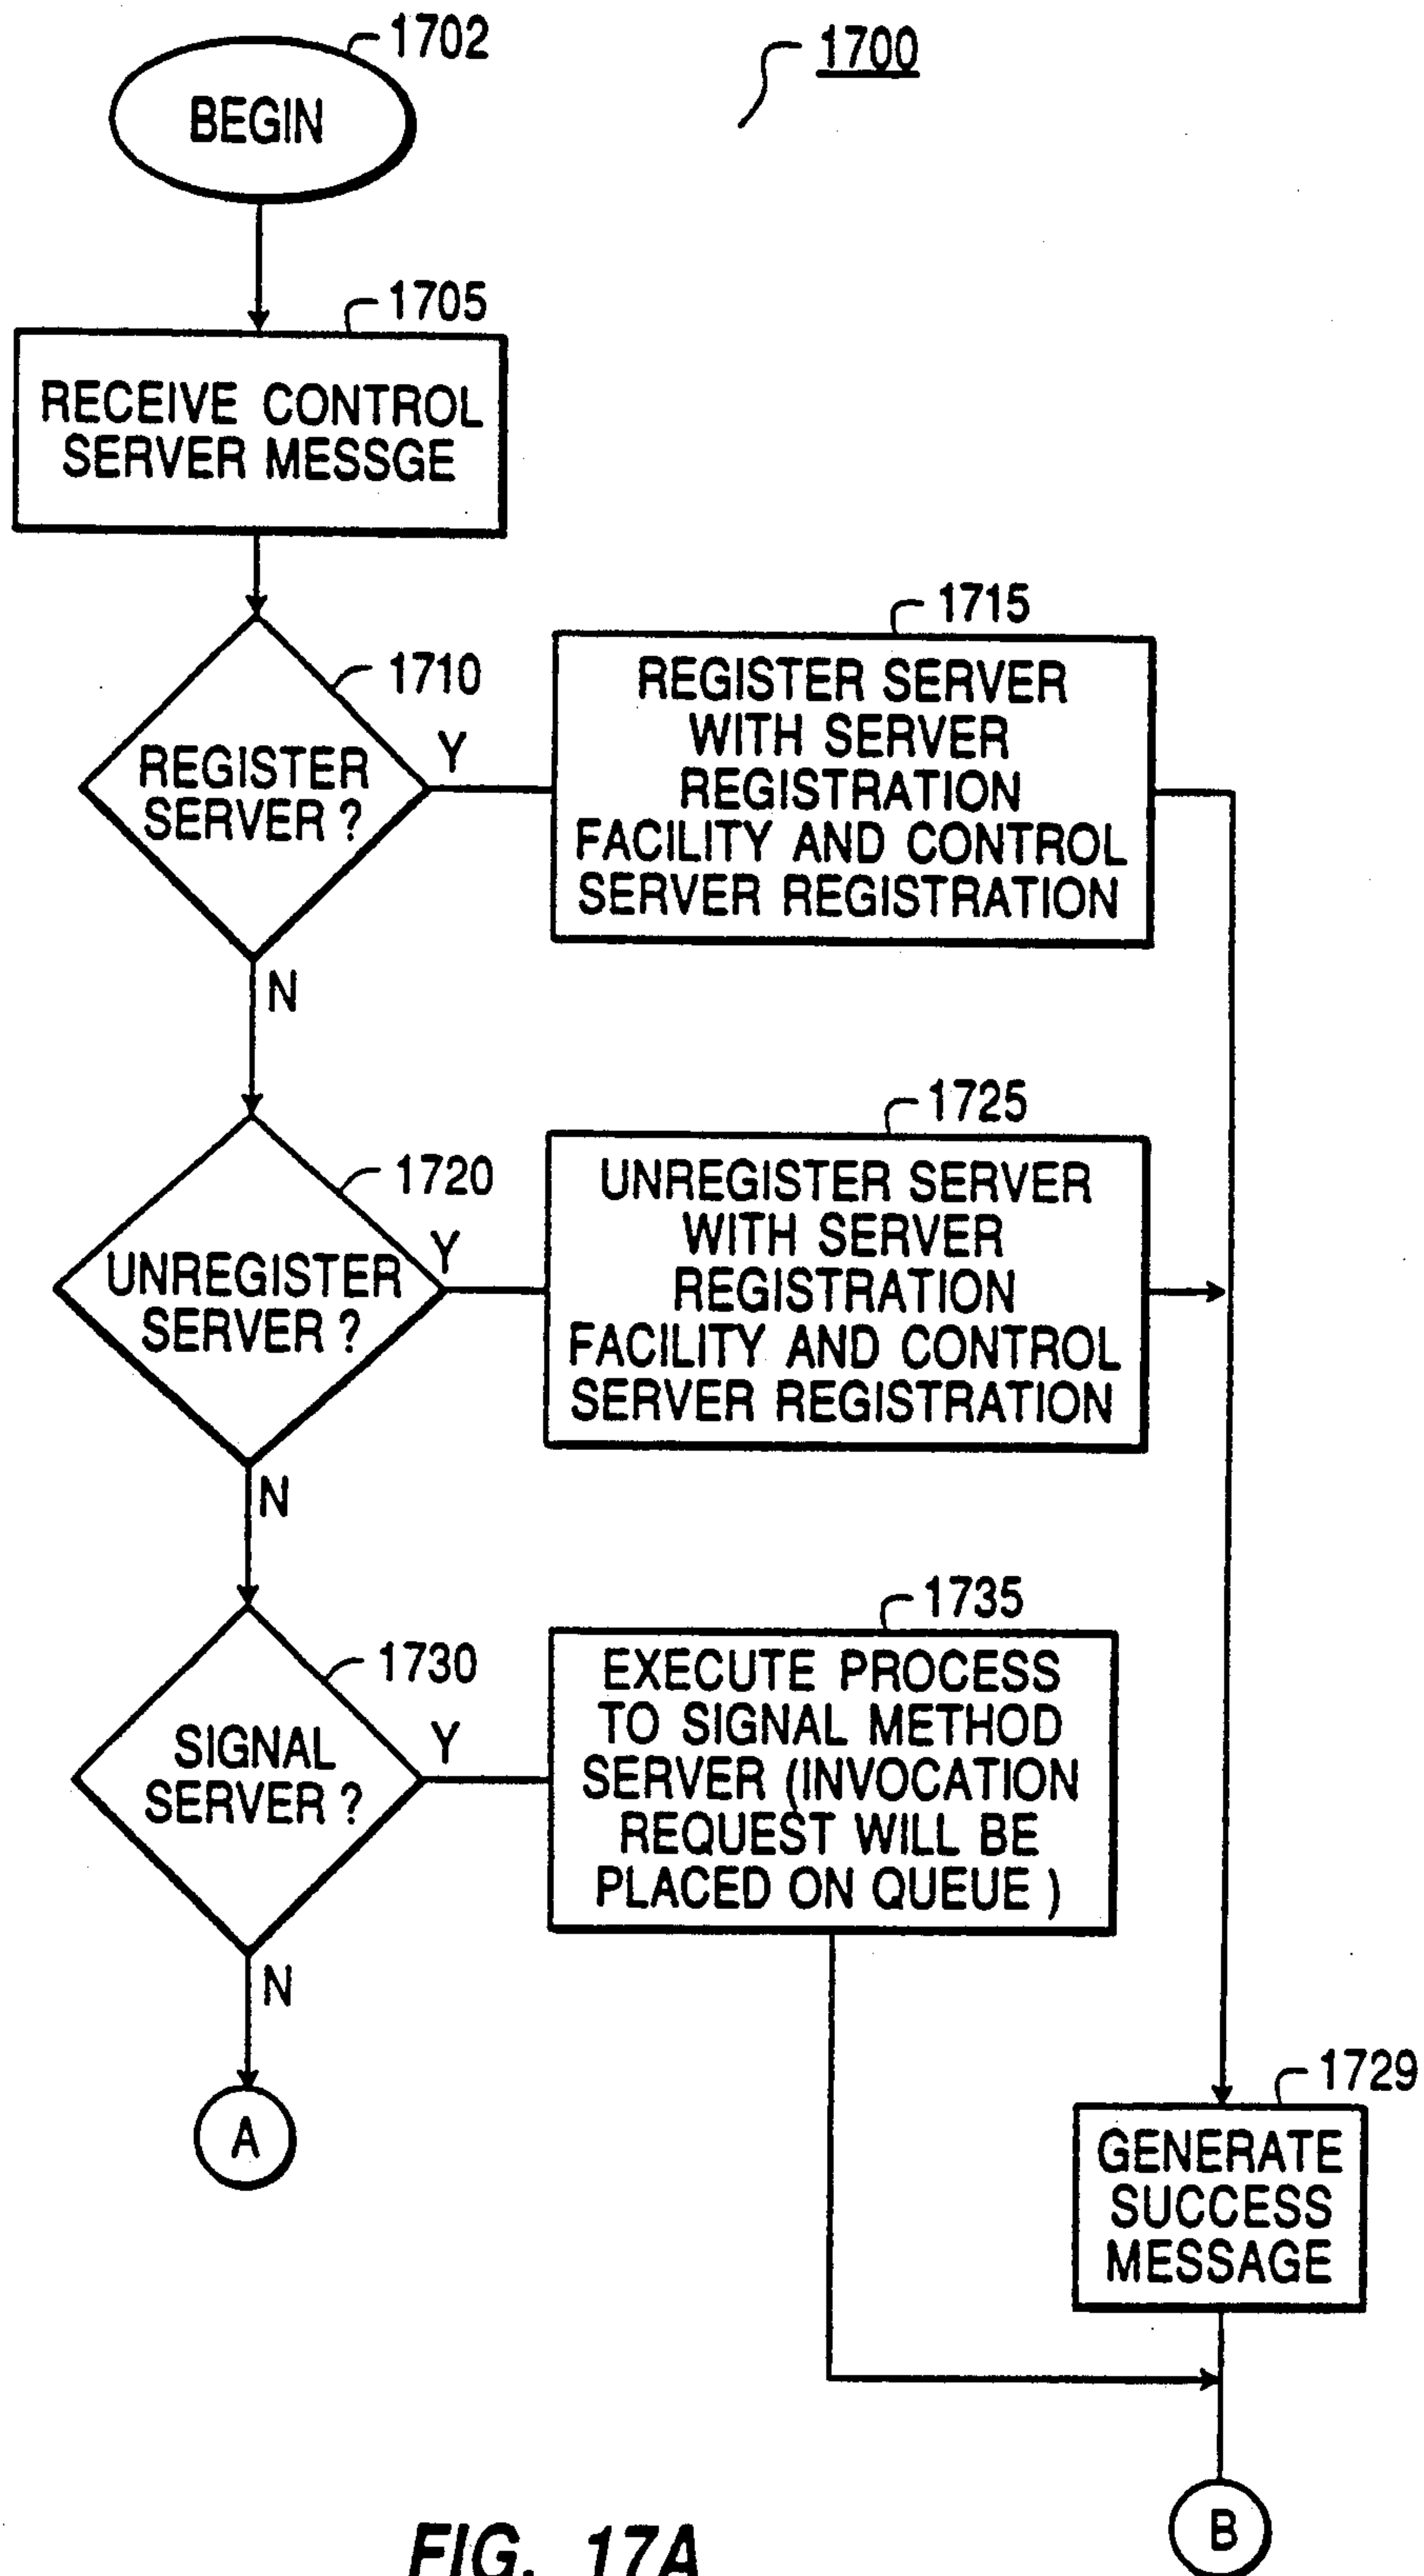 1702
1700
BEGIN
1705
RECEIVE CONTROL
SERVER MESSGE
1710
REGISTER
SERVER ?
Y
N
1715
REGISTER SERVER
WITH SERVER
REGISTRATION
FACILITY AND CONTROL
SERVER REGISTRATION
1720
UNREGISTER
SERVER ?
Y
N
1725
UNREGISTER SERVER
WITH SERVER
REGISTRATION
FACILITY AND CONTROL
SERVER REGISTRATION
1730
SIGNAL
SERVER ?
Y
N
1735
EXECUTE PROCESS
TO SIGNAL METHOD
SERVER (INVOCATION
REQUEST WILL BE
PLACED ON QUEUE )
A
1729
GENERATE
SUCCESS
MESSAGE
B
FIG. 17A